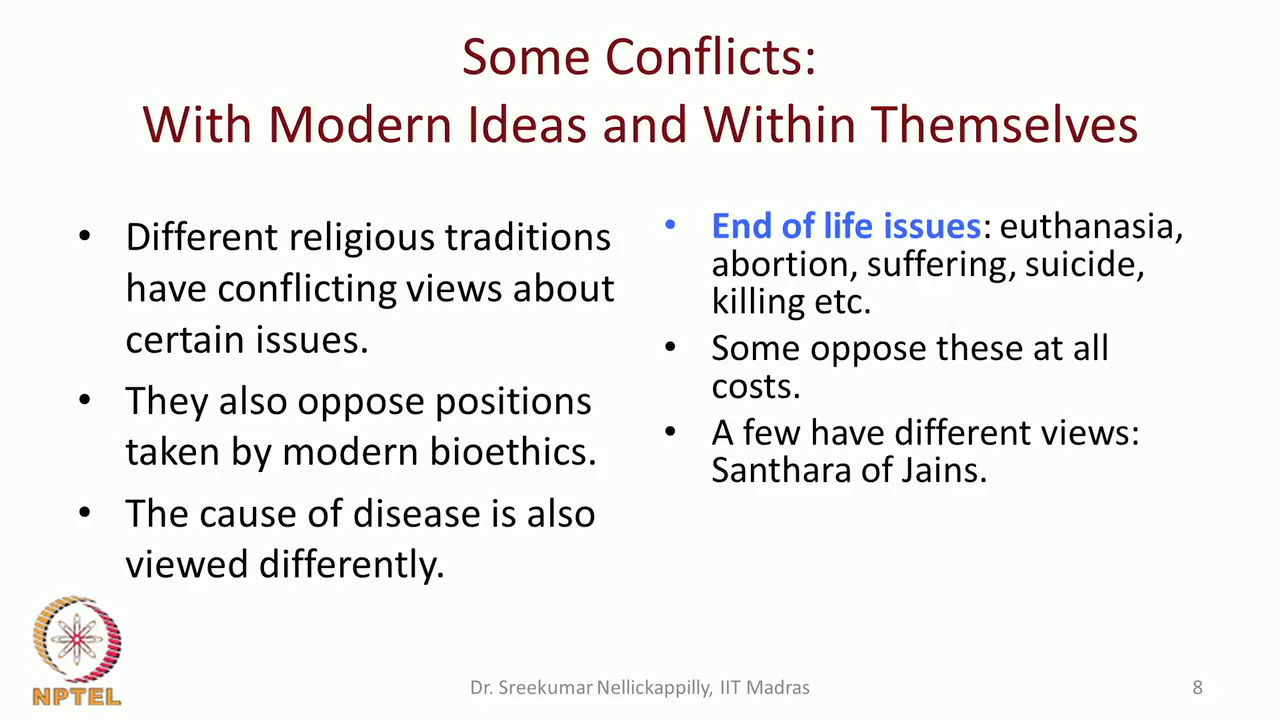 Some Conflicts:
With Modern Ideas and Within Themselves
• Different religious traditions
have conflicting views about
certain issues.
• They also oppose positions
taken by modern bioethics.
• The cause of disease is also
viewed differently.
• End of life issues: euthanasia,
abortion, suffering, suicide,
killing etc.
• Some oppose these at all
costs.
• A few have different views:
Santhara of Jains.
NPTEL
Dr. Sreekumar Nellickappilly, IIT Madras
8